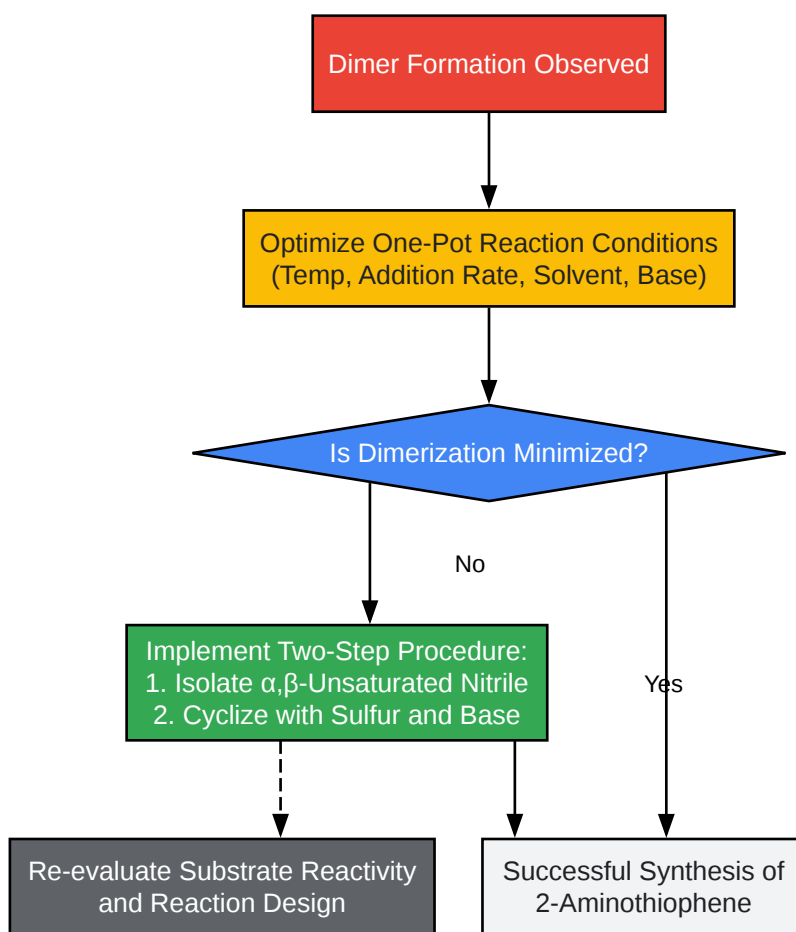 Dimer Formation Observed
Optimize One-Pot Reaction Conditions
(Temp, Addition Rate, Solvent, Base)
Is Dimerization Minimized?
No
Implement Two-Step Procedure:
1. Isolate α,β-Unsaturated Nitrile
2. Cyclize with Sulfur and Base
Yes
Re-evaluate Substrate Reactivity
and Reaction Design
Successful Synthesis of
2-Aminothiophene